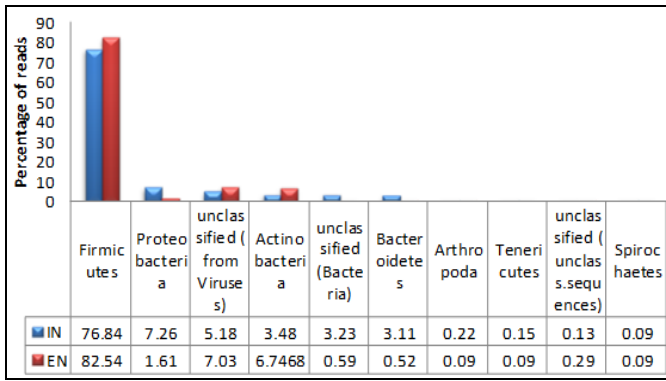 Percentage of reads
90
80
70
60
50
40
30
20
10
0
Firmic
utes
Proteo
bacteri
a
unclas
sified (
from
Viruse
s)
Actino
bacteri
a
unclas
sified
(Bacte
ria)
Bacter
oidete
s
Arthro
poda
Teneri
cutes
unclas
sified (
unclas
s.sequ
ences)
Spiroc
haetes
IN 76.84 7.26 5.18 3.48 3.23 3.11 0.22 0.15 0.13 0.09
EN 82.54 1.61 7.03 6.7468 0.59 0.52 0.09 0.09 0.29 0.09